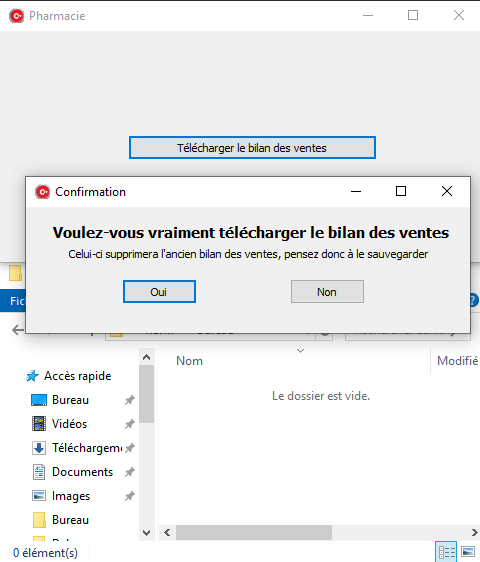 Pharmacie
Télécharger le bilan des ventes
Confirmation
Voulez-vous vraiment télécharger le bilan des ventes
Celui-ci supprimera l'ancien bilan des ventes, pensez donc à le sauvegarder
Oui
Non
Fic
Nom
Modifié
Accès rapide
Le dossier est vide.
Bureau
Vidéos
Téléchargem
Documents
Images
Bureau
0 élément(s)